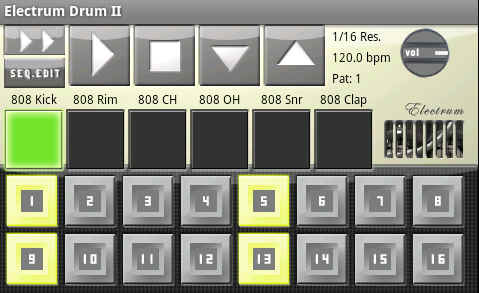 Electrum Drum II
1/16 Res.
SEQ.EDIT
120.0 bpm
vol
Pat: 1
808 Kick 808 Rim 808 CH 808 OH 808 Snr 808 Clap
Electrum
1 2 3 4 5 6 7 8
9 10 11 12 13 14 15 16